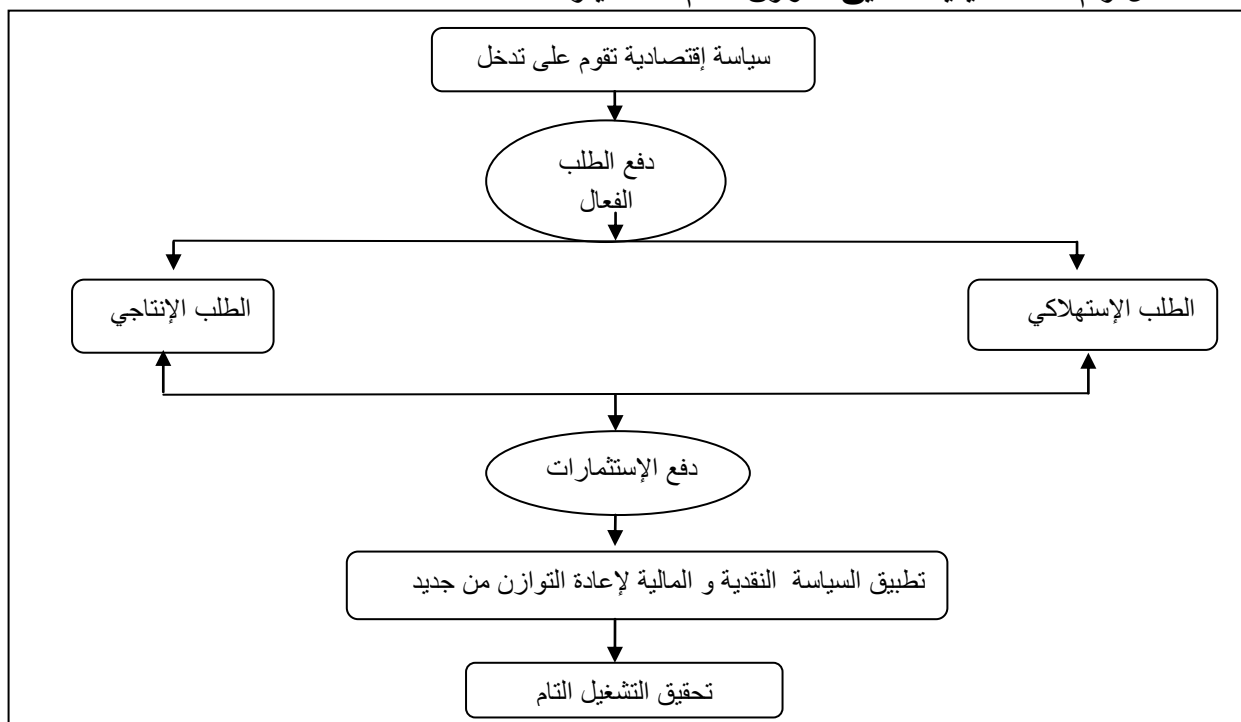 سياسة إقتصادية تقوم على تدخل
دفع الطلب
الفعال
الطلب الإستهلاكي
الطلب الإنتاجي
دفع الإستثمارات
تطبيق السياسة النقدية و المالية لإعادة التوازن من جديد
تحقيق التشغيل التام